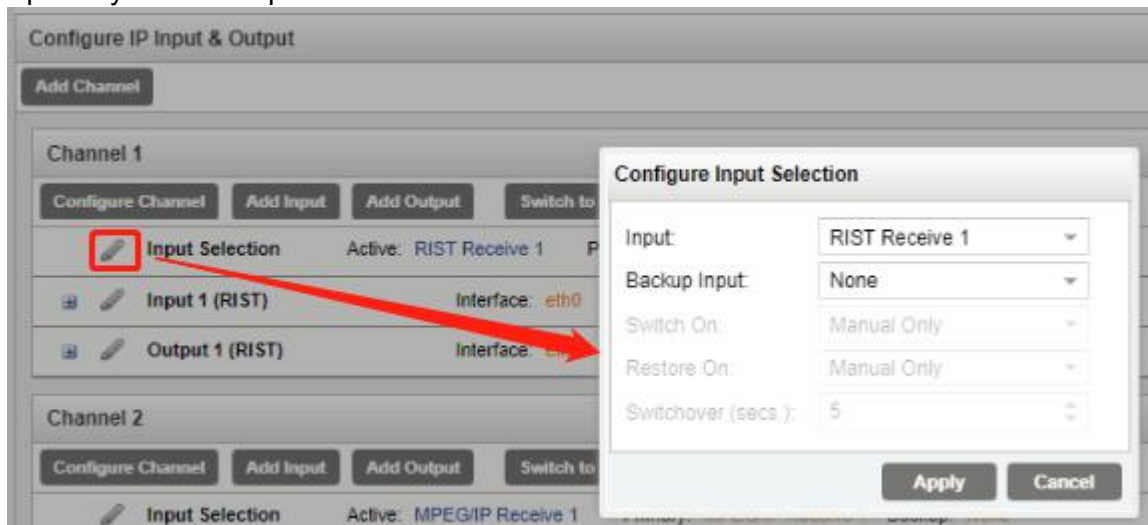 Configure IP Input & Output
Add Channel
Channel 1
Configure Channel Add Input Add Output Switch to
Input Selection Active: RIST Receive 1 P
Input 1 (RIST) Interface: eth0
Output 1 (RIST) Interface:
Channel 2
Configure Channel Add Input Add Output Switch to
Input Selection Active: MPEG/IP Receive 1
Configure Input Selection
Input: RIST Receive 1
Backup Input: None
Switch On: Manual Only
Restore On: Manual Only
Switchover (secs.): 5
Apply Cancel